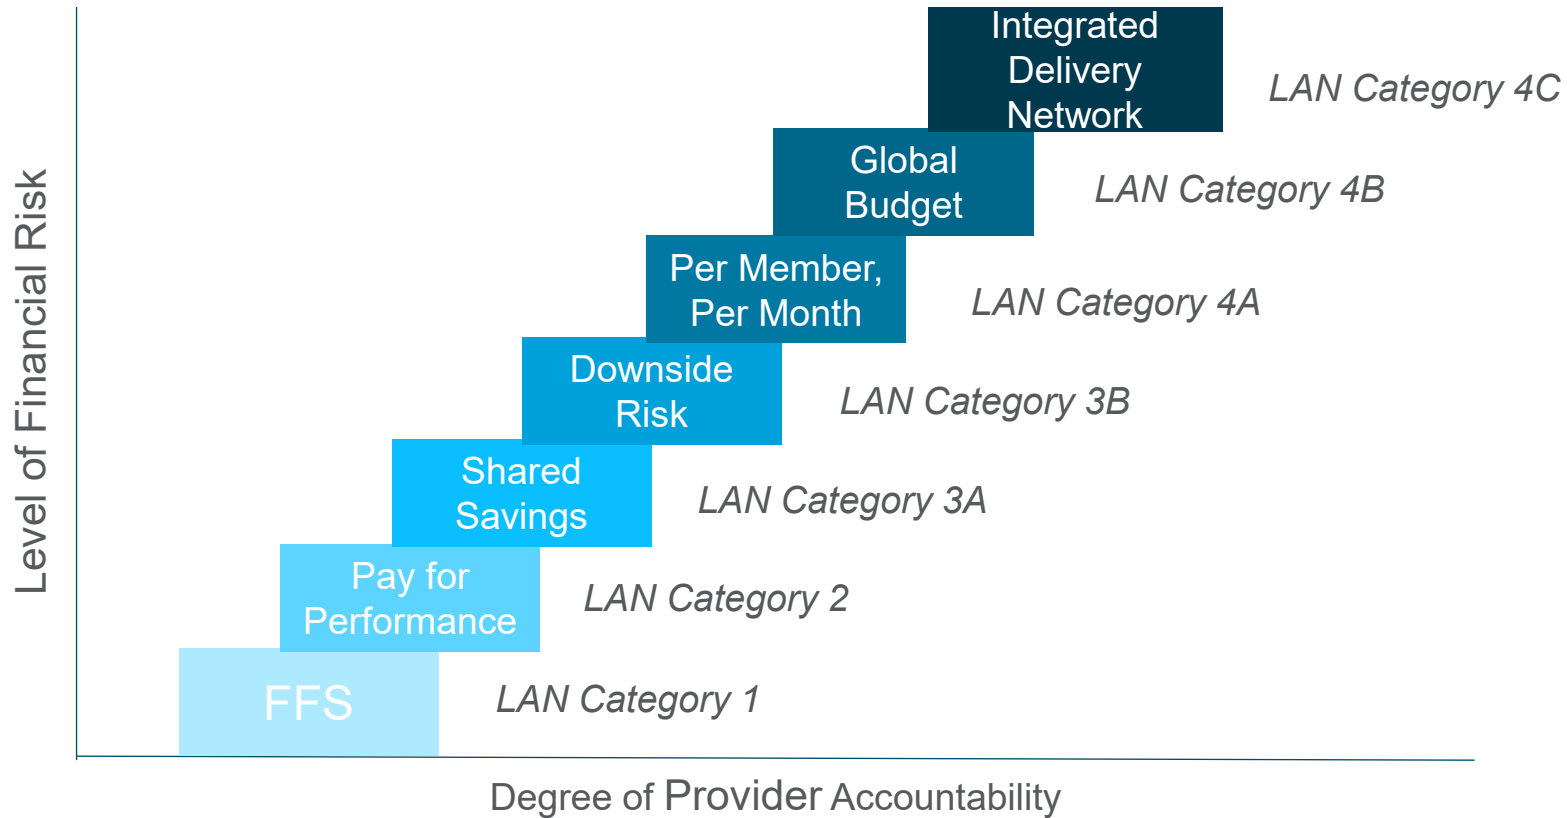 Integrated
Delivery
Network
LAN Category 4C
Global
Budget
LAN Category 4B
Per Member,
Per Month
LAN Category 4A
Downside
Risk
LAN Category 3B
Shared
Savings
LAN Category 3A
Pay for
Performance
LAN Category 2
FFS
LAN Category 1
Level of Financial Risk
Degree of Provider Accountability